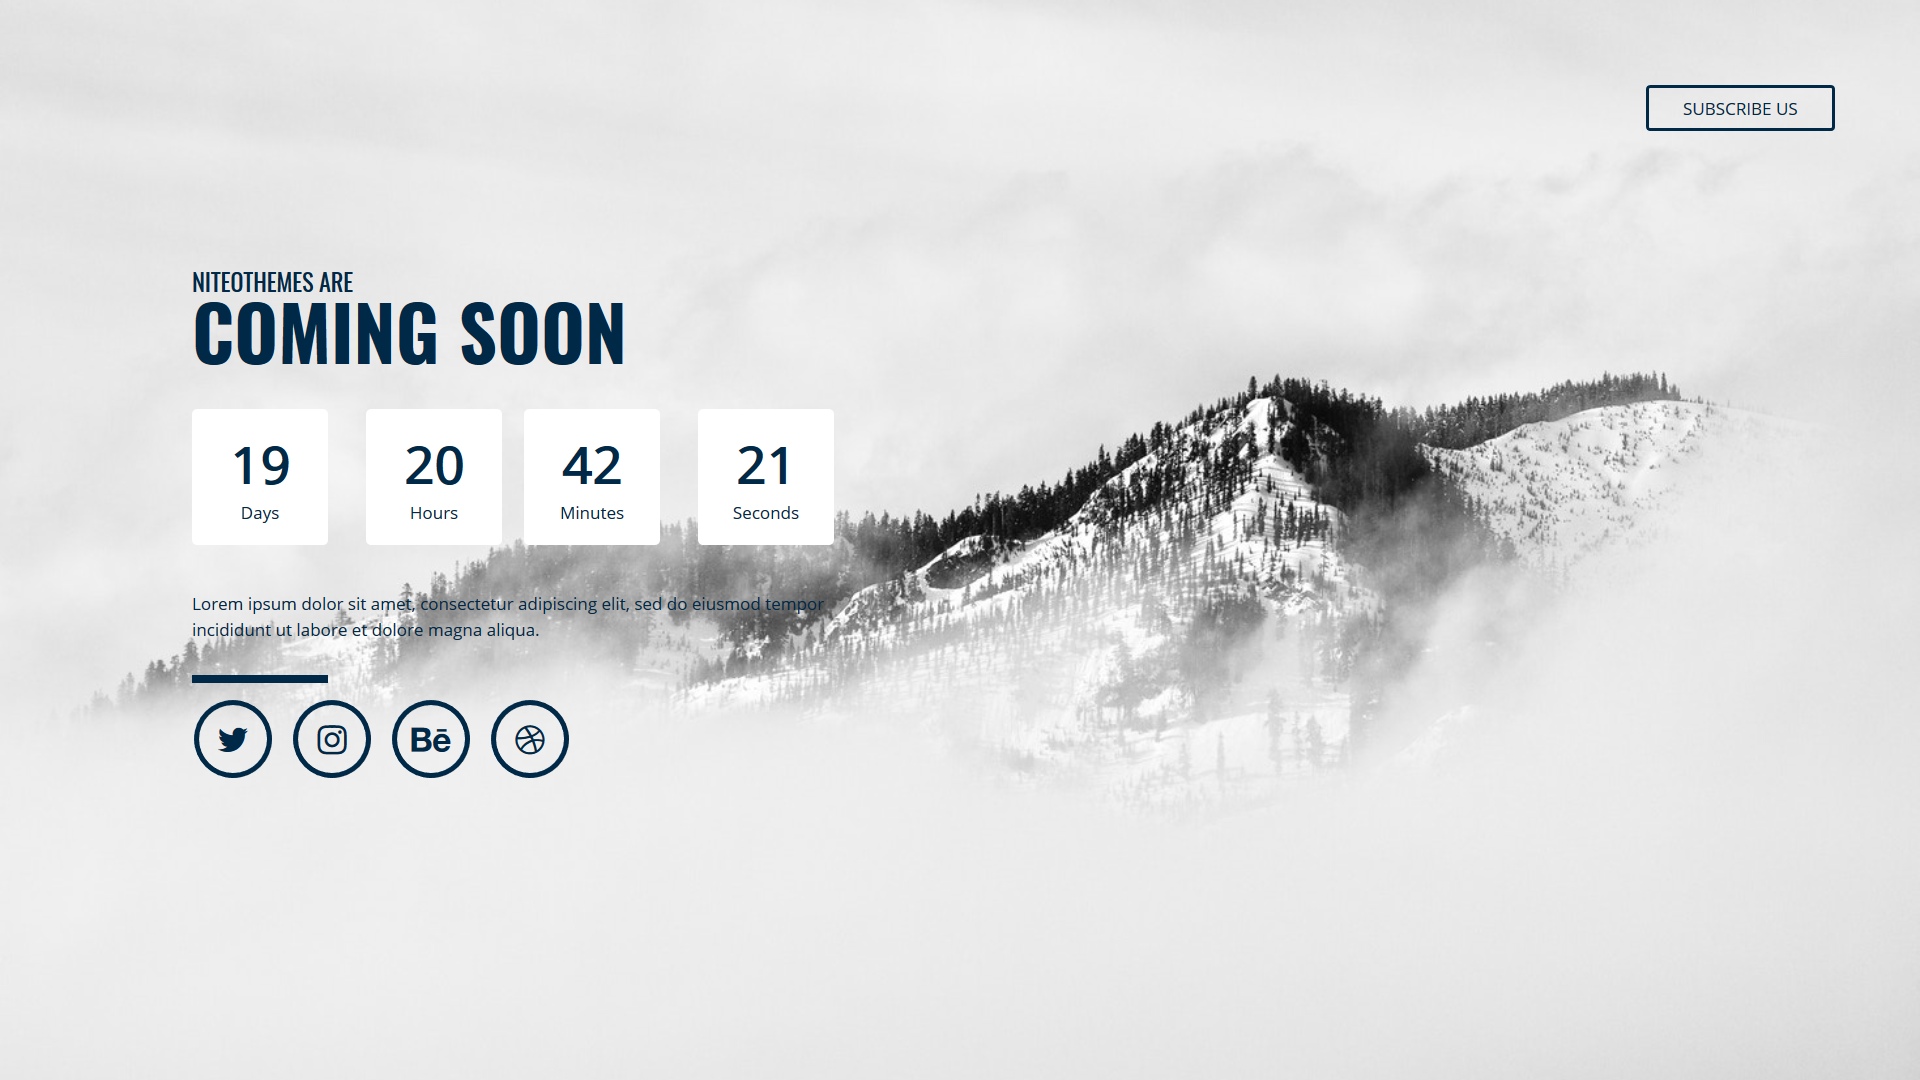 SUBSCRIBE US
NITEOTHEMES ARE
COMING SOON
19 20 42 21
Days Hours Minutes Seconds
Lorem ipsum dolor sit amet, consectetur adipiscing elit, sed do eiusmod tempor
incididunt ut labore et dolore magna aliqua.
Bē